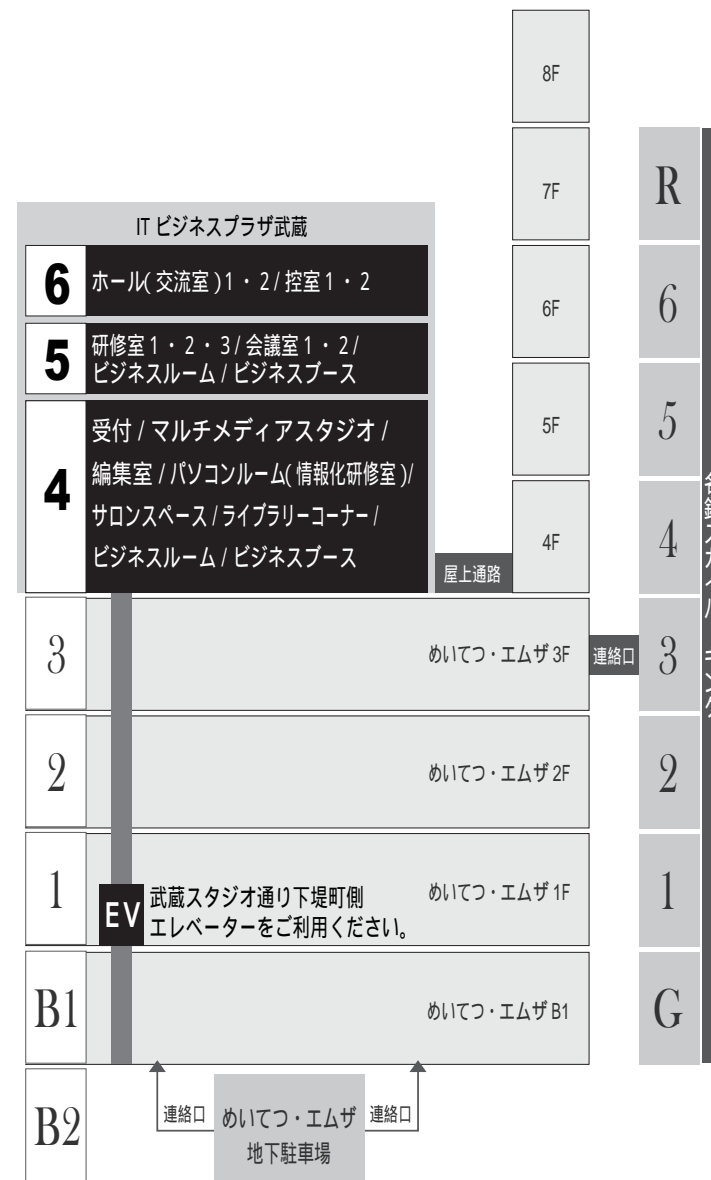 8F
7F
R
IT ビジネスプラザ武蔵
6 ホール( 交流室 )1 ・ 2 / 控室 1 ・ 2
6F
6
5 研修室 1 ・ 2 ・ 3 / 会議室 1 ・ 2 /
ビジネスルーム / ビジネスブース
5F
5
4 受付 / マルチメディアスタジオ /
編集室 / パソコンルーム( 情報化研修室 )/
サロンスペース / ライブラリーコーナー /
ビジネスルーム / ビジネスブース
屋上通路
4F
4
3
めいてつ・エムザ 3F
連絡口
3
2
めいてつ・エムザ 2F
2
1
EV
武蔵スタジオ通り下堤町側
エレベーターをご利用ください。
めいてつ・エムザ 1F
1
B1
めいてつ・エムザ B1
G
B2
連絡口
めいてつ・エムザ
地下駐車場
連絡口